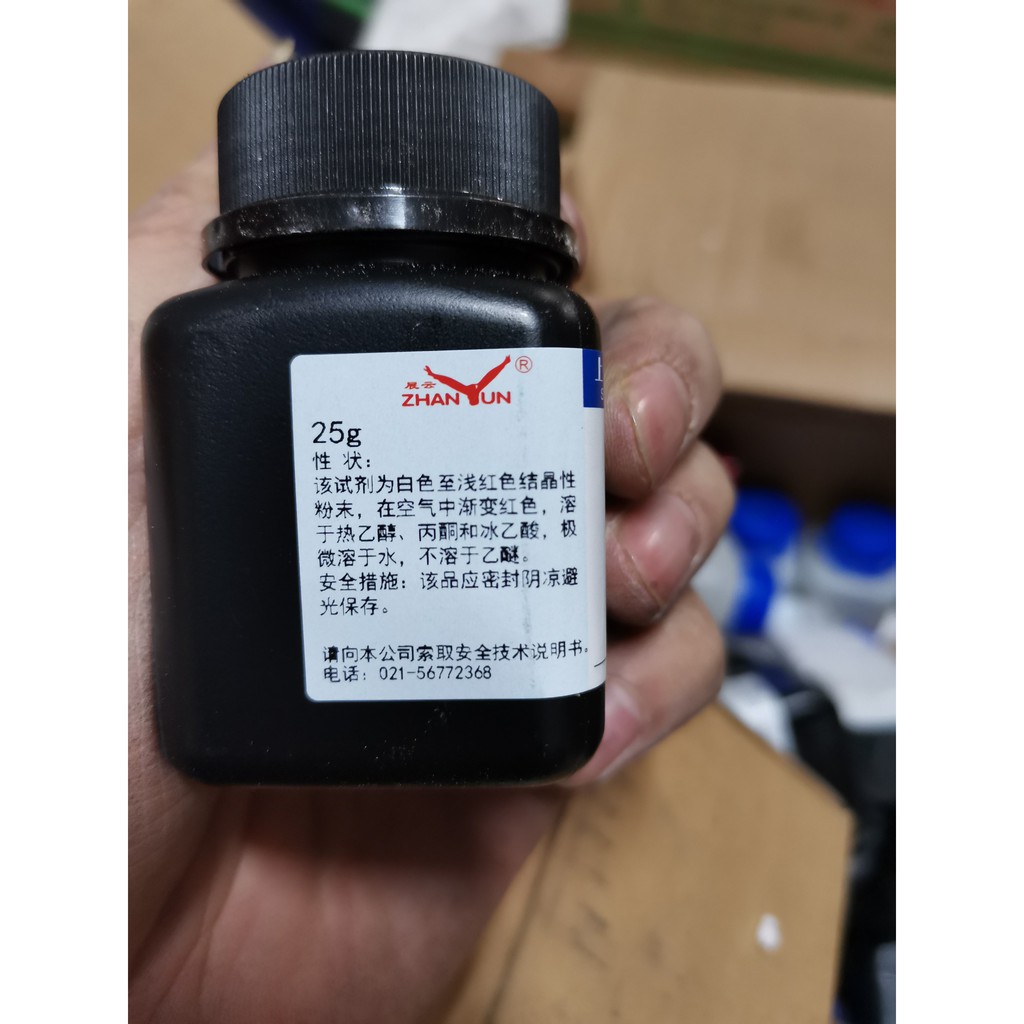 展云
ZHANYUN ®
25g
性 状:
该试剂为白色至浅红色结晶性
粉末，在空气中渐变红色，溶
于热乙醇、丙酮和冰乙酸，极
微溶于水，不溶于乙醚。
安全措施：该品应密封阴凉避
光保存。
请向本公司索取安全技术说明书。
电话：021-56772368